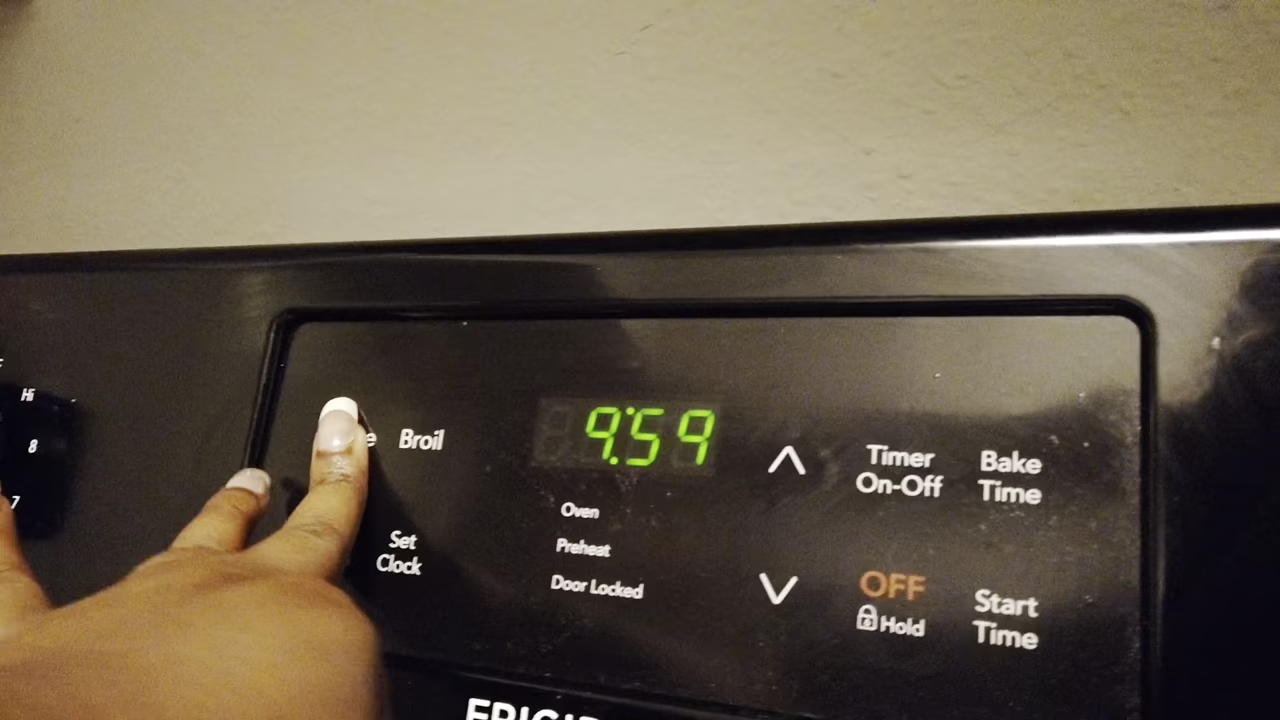 Hi
8
7
e Broil
9:59
Timer
On-Off
Bake
Time
Oven
Preheat
Door Locked
Set
Clock
OFF
Hold
Start
Time